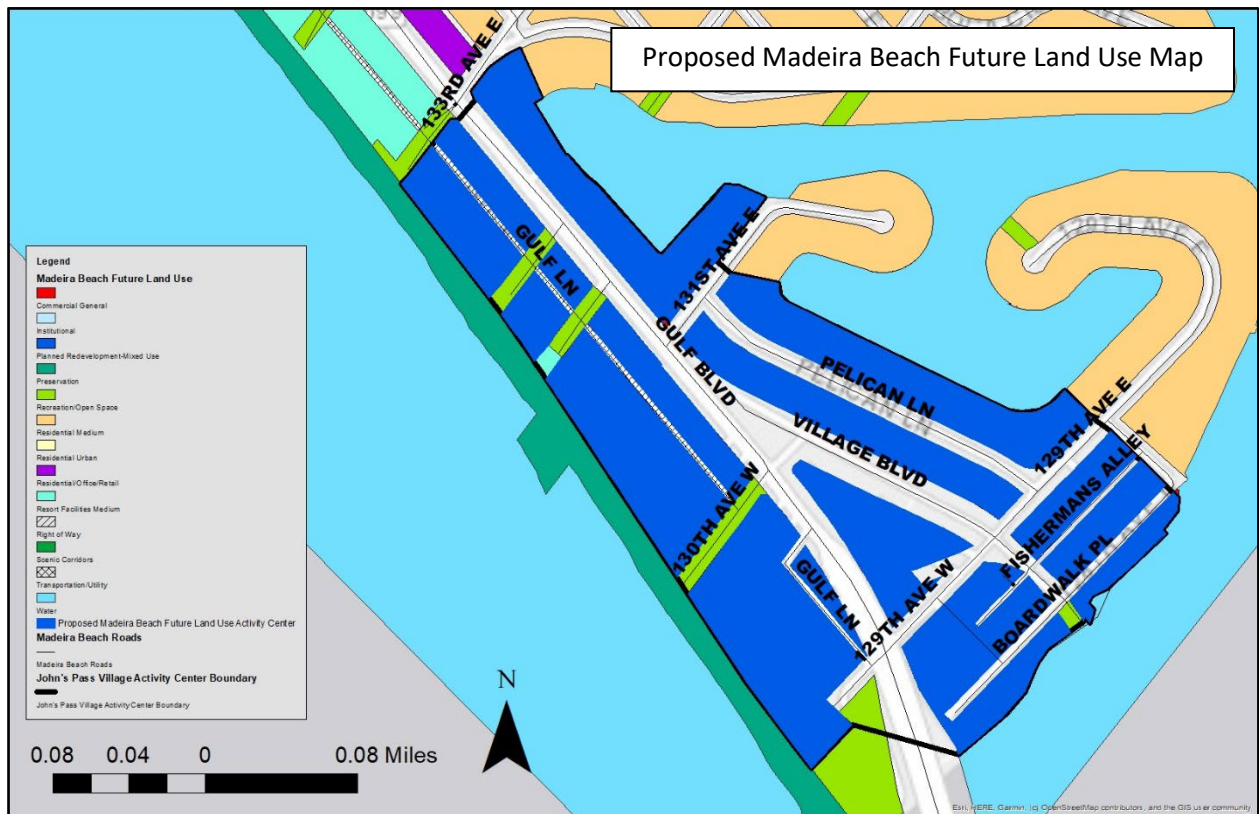 Proposed Madeira Beach Future Land Use Map
133RD AVE E
GULF LN
131ST AVE E
GULF BLVD
PELICAN LN
PELICAN LN
VILLAGE BLVD
129TH AVE E
129TH AVE E
FISHERMANS ALLEY
BOARDWALK PL
130TH AVE W
GULF LN
129TH AVE W
Legend
Madeira Beach Future Land Use
Commercial General
Institutional
Planned Redevelopment-Mixed Use
Preservation
Recreation/Open Space
Residential Medium
Residential Urban
Residential/Office/Retail
Resort Facilities Medium
Right of Way
Scenic Corridors
Transportation/Utility
Water
Proposed Madeira Beach Future Land Use Activity Center
Madeira Beach Roads
Madeira Beach Roads
John's Pass Village Activity Center Boundary
John's Pass Village Activity Center Boundary
N
0.08 0.04 0 0.08 Miles
Esri, HERE, Garmin, (c) OpenStreetMap contributors, and the GIS user community